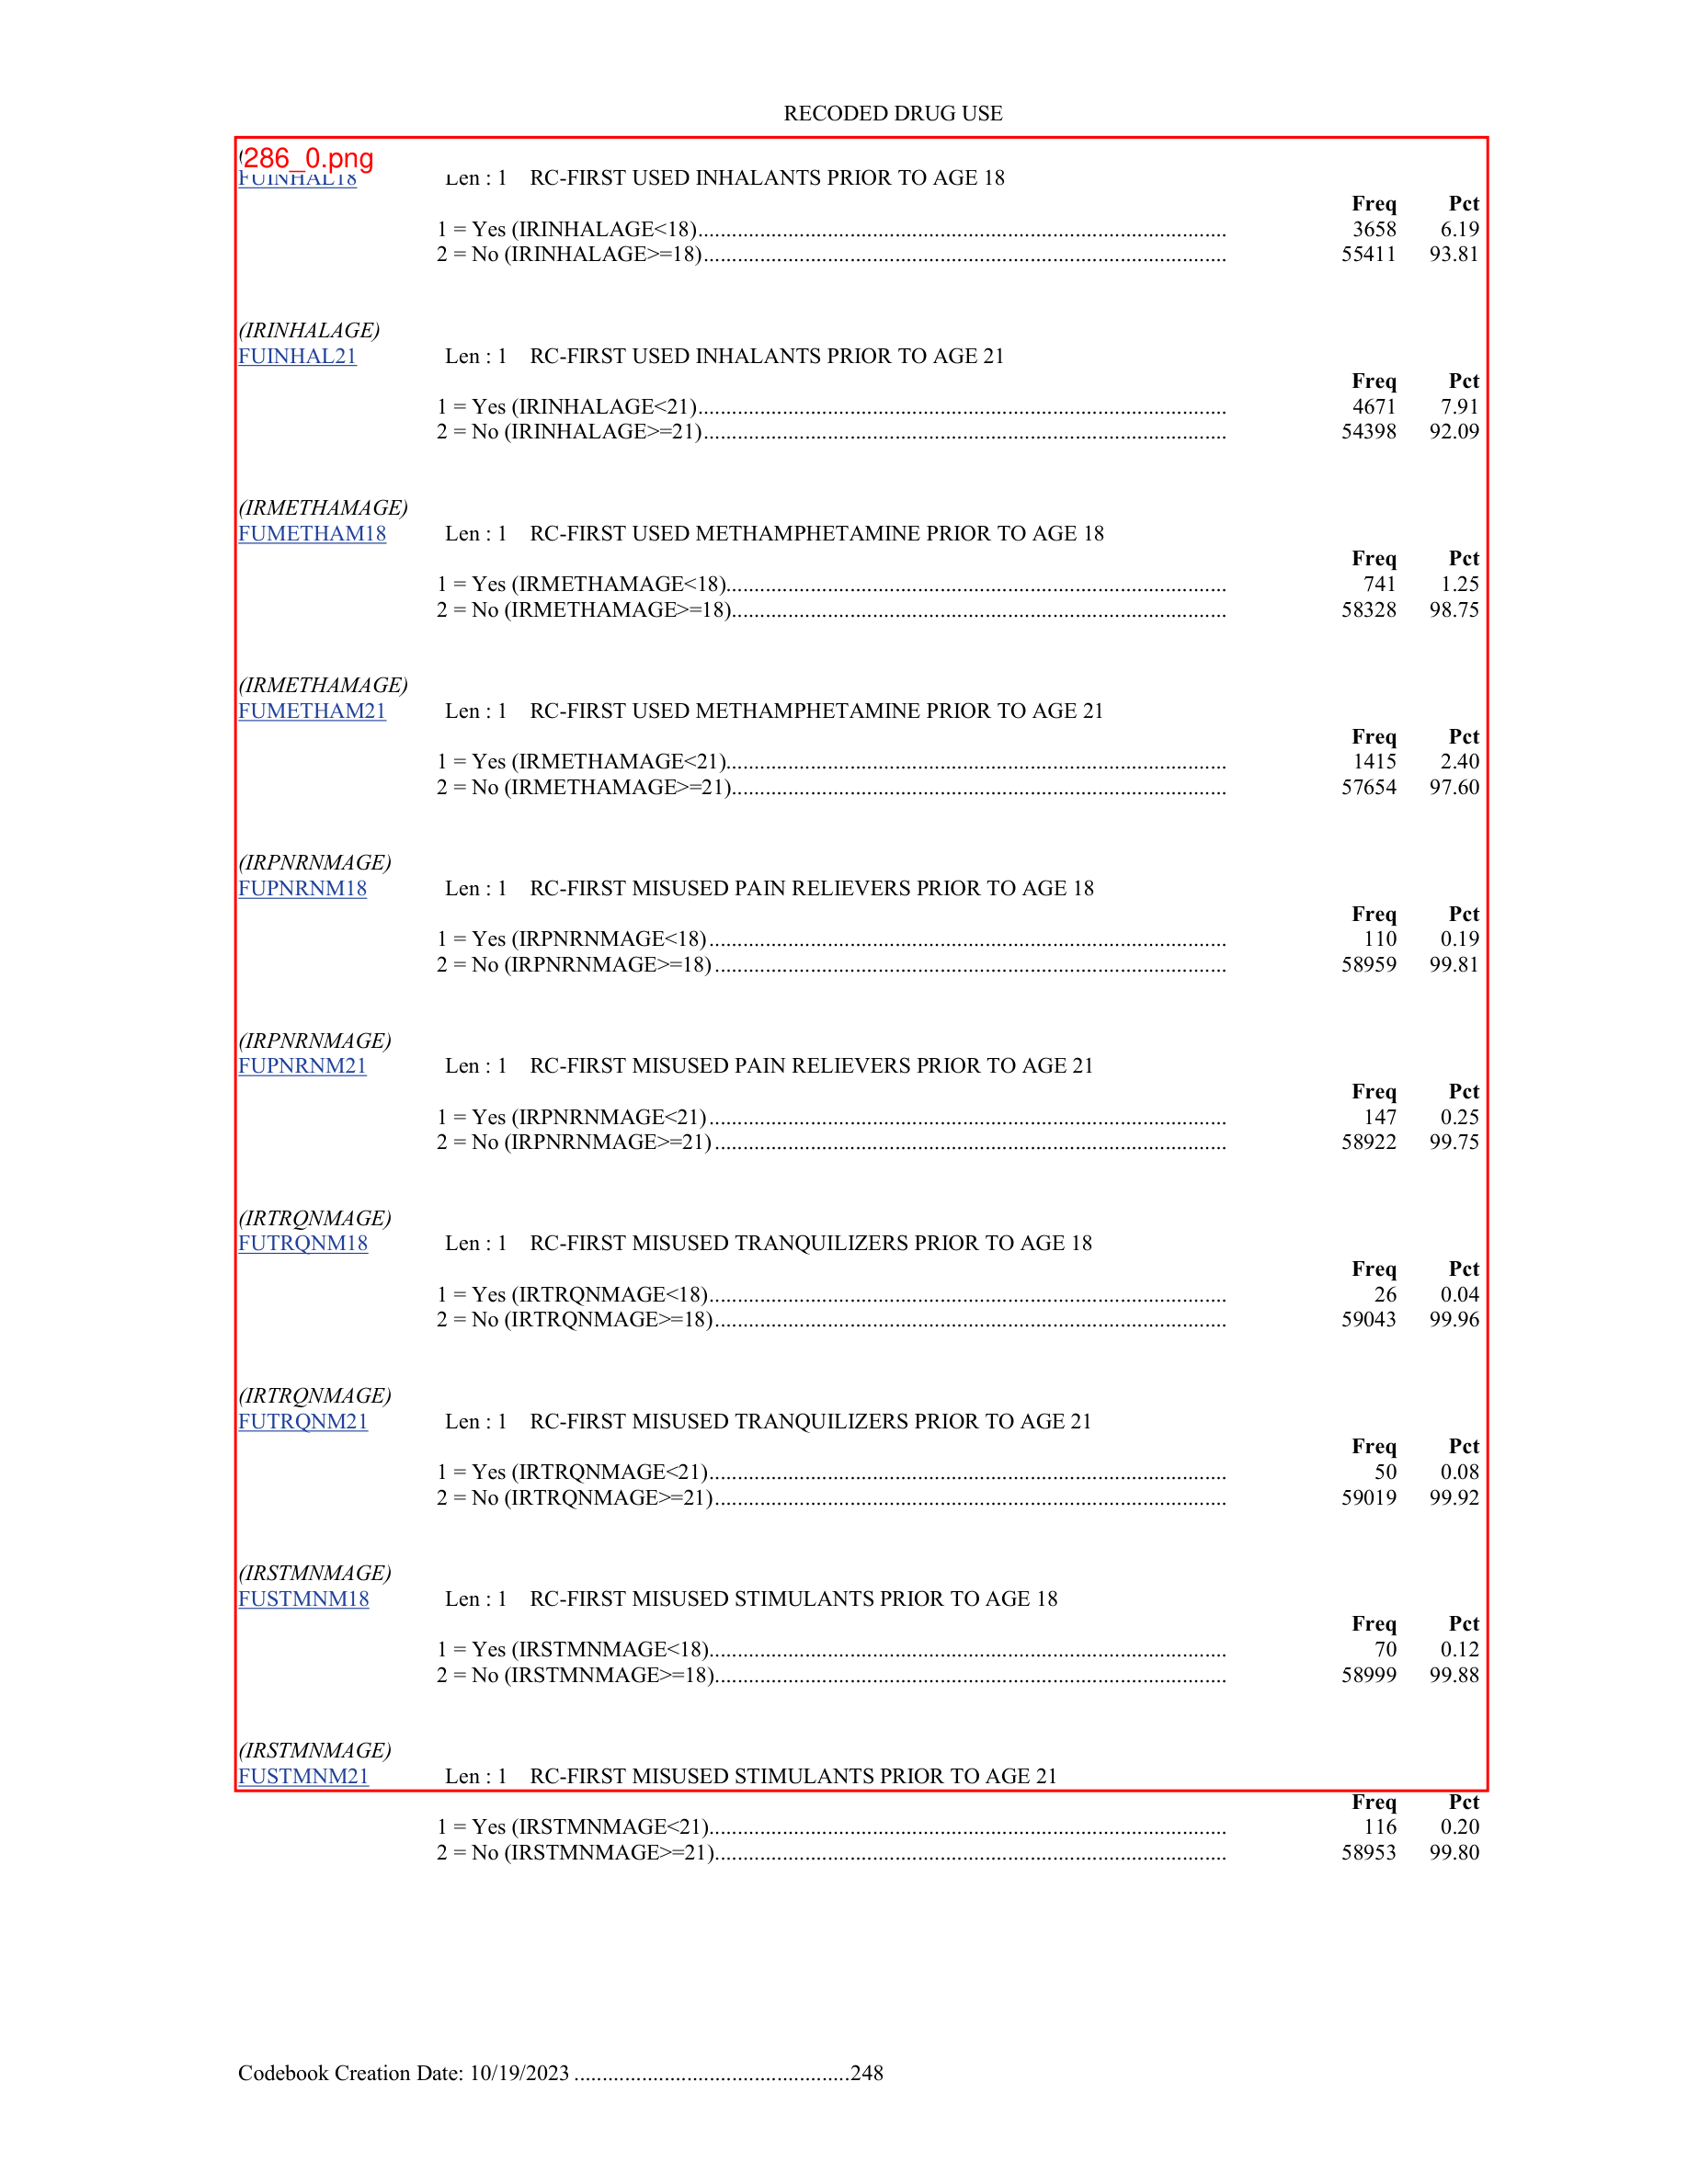 RECODED DRUG USE
286_0.png
FUINHAL18 Len : 1 RC-FIRST USED INHALANTS PRIOR TO AGE 18
Freq Pct
1 = Yes (IRINHALAGE<18)............................................................ 3658 6.19
2 = No (IRINHALAGE>=18)............................................................ 55411 93.81
(IRINHALAGE)
FUINHAL21 Len : 1 RC-FIRST USED INHALANTS PRIOR TO AGE 21
Freq Pct
1 = Yes (IRINHALAGE<21)............................................................ 4671 7.91
2 = No (IRINHALAGE>=21)............................................................ 54398 92.09
(IRMETHAMAGE)
FUMETHAM18 Len : 1 RC-FIRST USED METHAMPHETAMINE PRIOR TO AGE 18
Freq Pct
1 = Yes (IRMETHAMAGE<18)............................................................ 741 1.25
2 = No (IRMETHAMAGE>=18)............................................................ 58328 98.75
(IRMETHAMAGE)
FUMETHAM21 Len : 1 RC-FIRST USED METHAMPHETAMINE PRIOR TO AGE 21
Freq Pct
1 = Yes (IRMETHAMAGE<21)............................................................ 1415 2.40
2 = No (IRMETHAMAGE>=21)............................................................ 57654 97.60
(IRPNRNMAGE)
FUPNRNM18 Len : 1 RC-FIRST MISUSED PAIN RELIEVERS PRIOR TO AGE 18
Freq Pct
1 = Yes (IRPNRNMAGE<18)............................................................ 110 0.19
2 = No (IRPNRNMAGE>=18)............................................................ 58959 99.81
(IRPNRNMAGE)
FUPNRNM21 Len : 1 RC-FIRST MISUSED PAIN RELIEVERS PRIOR TO AGE 21
Freq Pct
1 = Yes (IRPNRNMAGE<21)............................................................ 147 0.25
2 = No (IRPNRNMAGE>=21)............................................................ 58922 99.75
(IRTRQNMAGE)
FUTRQNM18 Len : 1 RC-FIRST MISUSED TRANQUILIZERS PRIOR TO AGE 18
Freq Pct
1 = Yes (IRTRQNMAGE<18)............................................................ 26 0.04
2 = No (IRTRQNMAGE>=18)............................................................ 59043 99.96
(IRTRQNMAGE)
FUTRQNM21 Len : 1 RC-FIRST MISUSED TRANQUILIZERS PRIOR TO AGE 21
Freq Pct
1 = Yes (IRTRQNMAGE<21)............................................................ 50 0.08
2 = No (IRTRQNMAGE>=21)............................................................ 59019 99.92
(IRSTMNMAGE)
FUSTMNM18 Len : 1 RC-FIRST MISUSED STIMULANTS PRIOR TO AGE 18
Freq Pct
1 = Yes (IRSTMNMAGE<18)............................................................ 70 0.12
2 = No (IRSTMNMAGE>=18)............................................................ 58999 99.88
(IRSTMNMAGE)
FUSTMNM21 Len : 1 RC-FIRST MISUSED STIMULANTS PRIOR TO AGE 21
Freq Pct
1 = Yes (IRSTMNMAGE<21)............................................................ 116 0.20
2 = No (IRSTMNMAGE>=21)............................................................ 58953 99.80
Codebook Creation Date: 10/19/2023 .................................................248